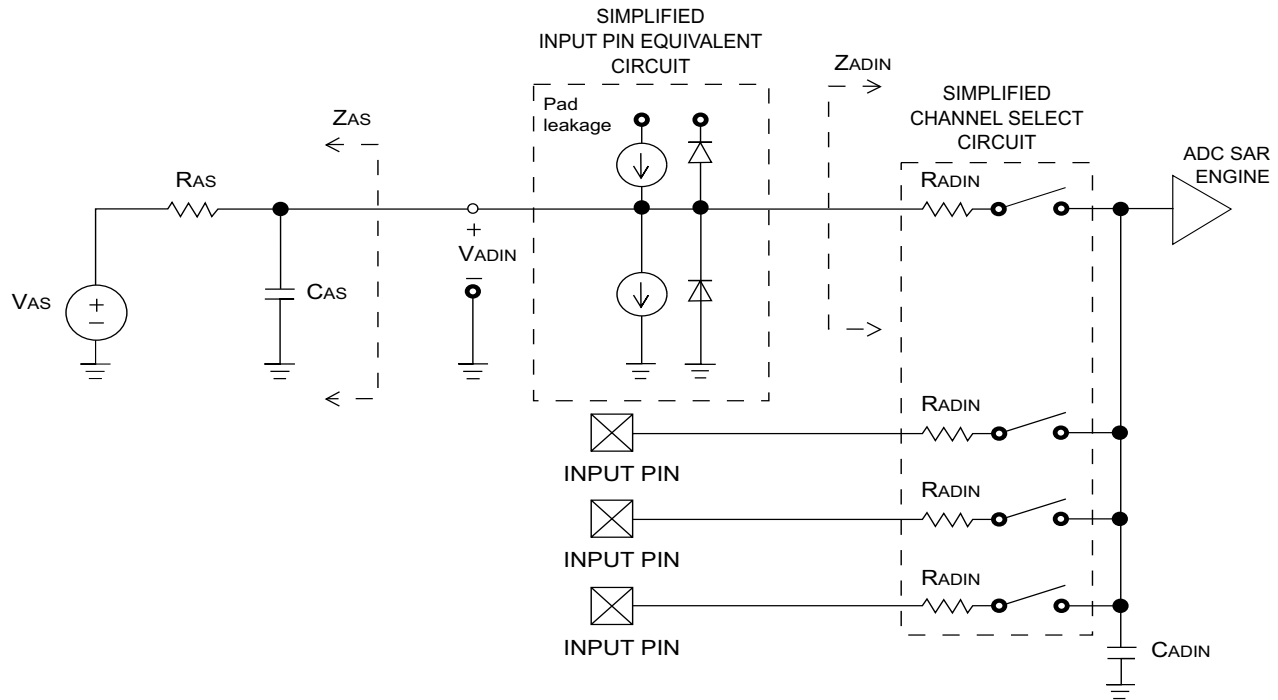 SIMPLIFIED
INPUT PIN EQUIVALENT
CIRCUIT
Pad
leakage
ZAS
ZADIN
SIMPLIFIED
CHANNEL SELECT
CIRCUIT
ADC SAR
ENGINE
RAS
RADIN
+
VADIN
–
VAS
+
–
CAS
RADIN
INPUT PIN
RADIN
INPUT PIN
RADIN
INPUT PIN
CADIN